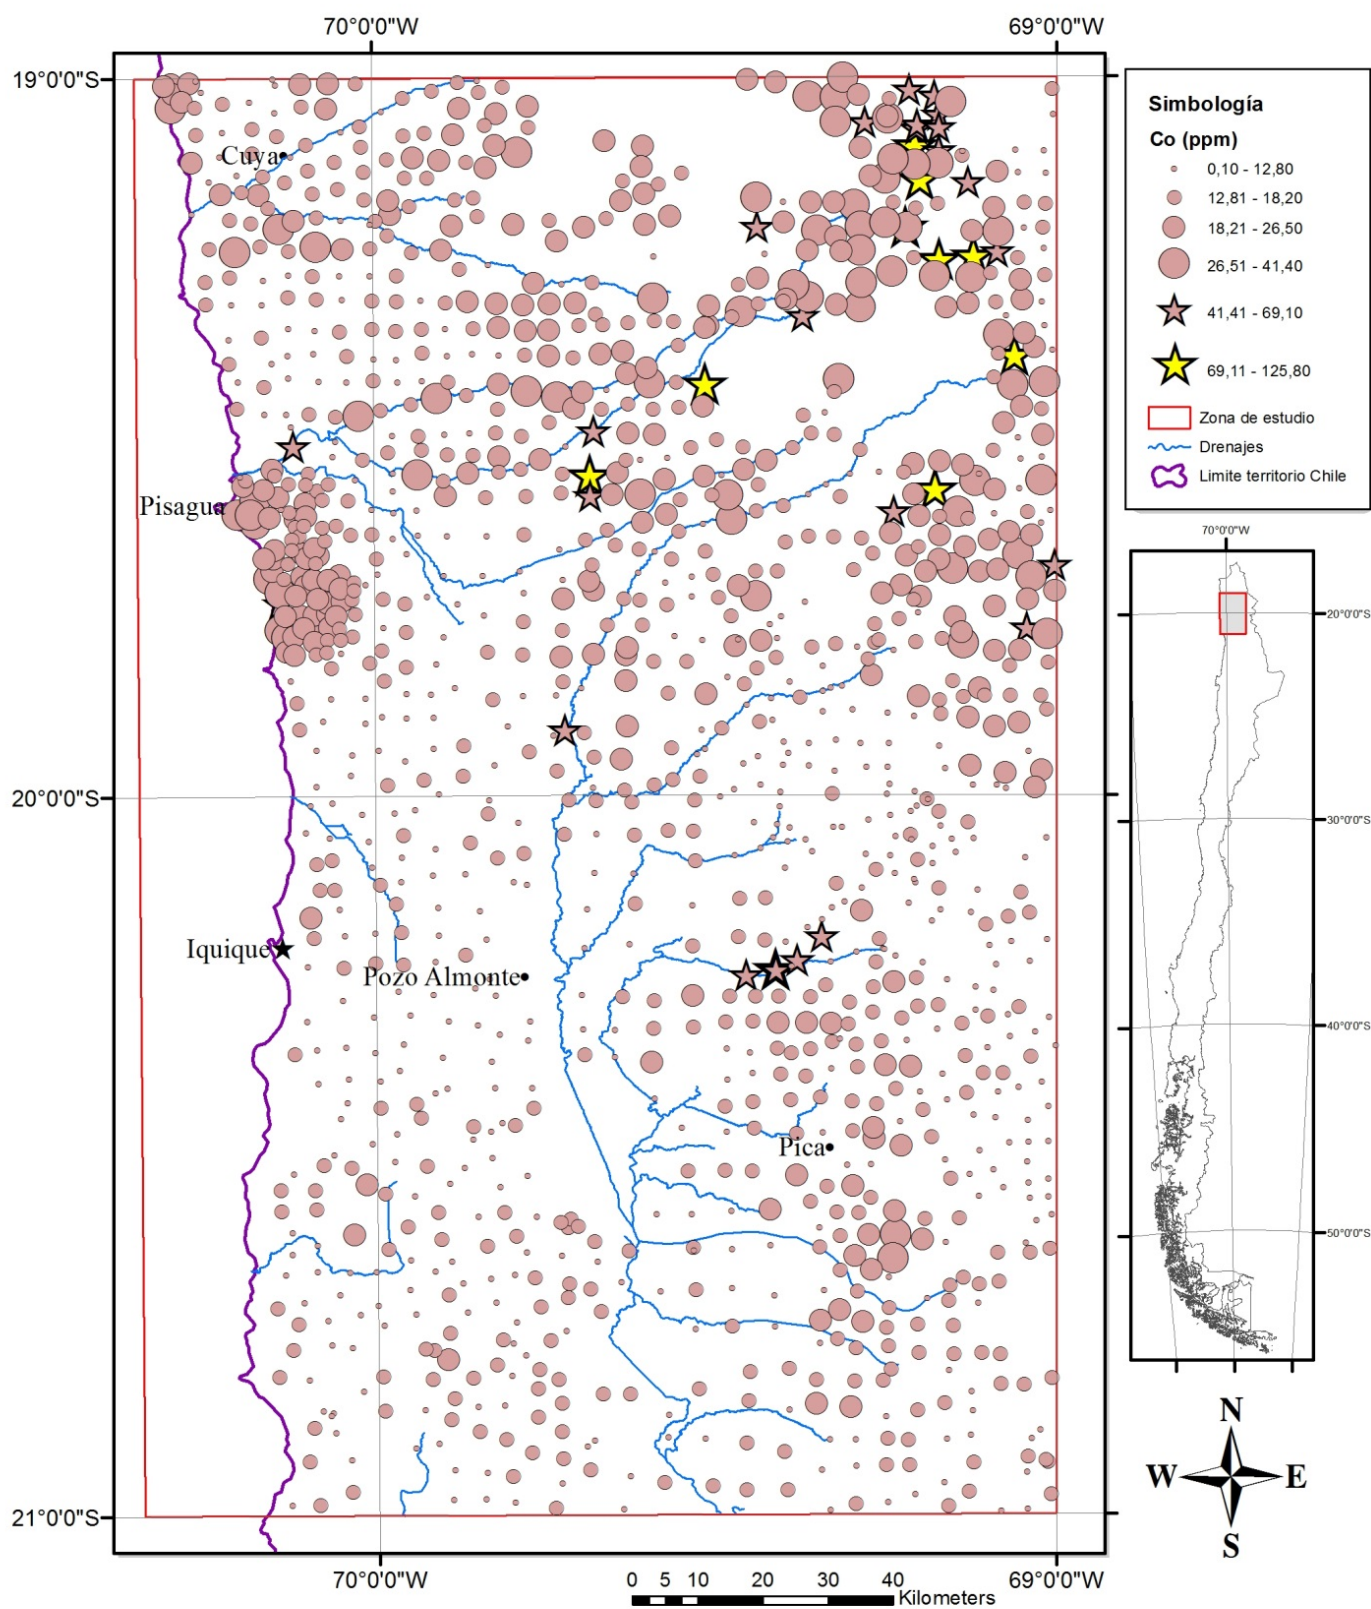 70°0'0"W
69°0'0"W
19°0'0"S
Cuya
Pisagua
20°0'0"S
Iquique
Pozo Almonte
Pica
21°0'0"S
70°0'0"W
69°0'0"W
0 5 10 20 30 40
Kilometers
Simbología
Co (ppm)
0,10 - 12,80
12,81 - 18,20
18,21 - 26,50
26,51 - 41,40
41,41 - 69,10
69,11 - 125,80
Zona de estudio
Drenajes
Limite territorio Chile
70°0'0"W
20°0'0"S
30°0'0"S
40°0'0"S
50°0'0"S
N
W E
S